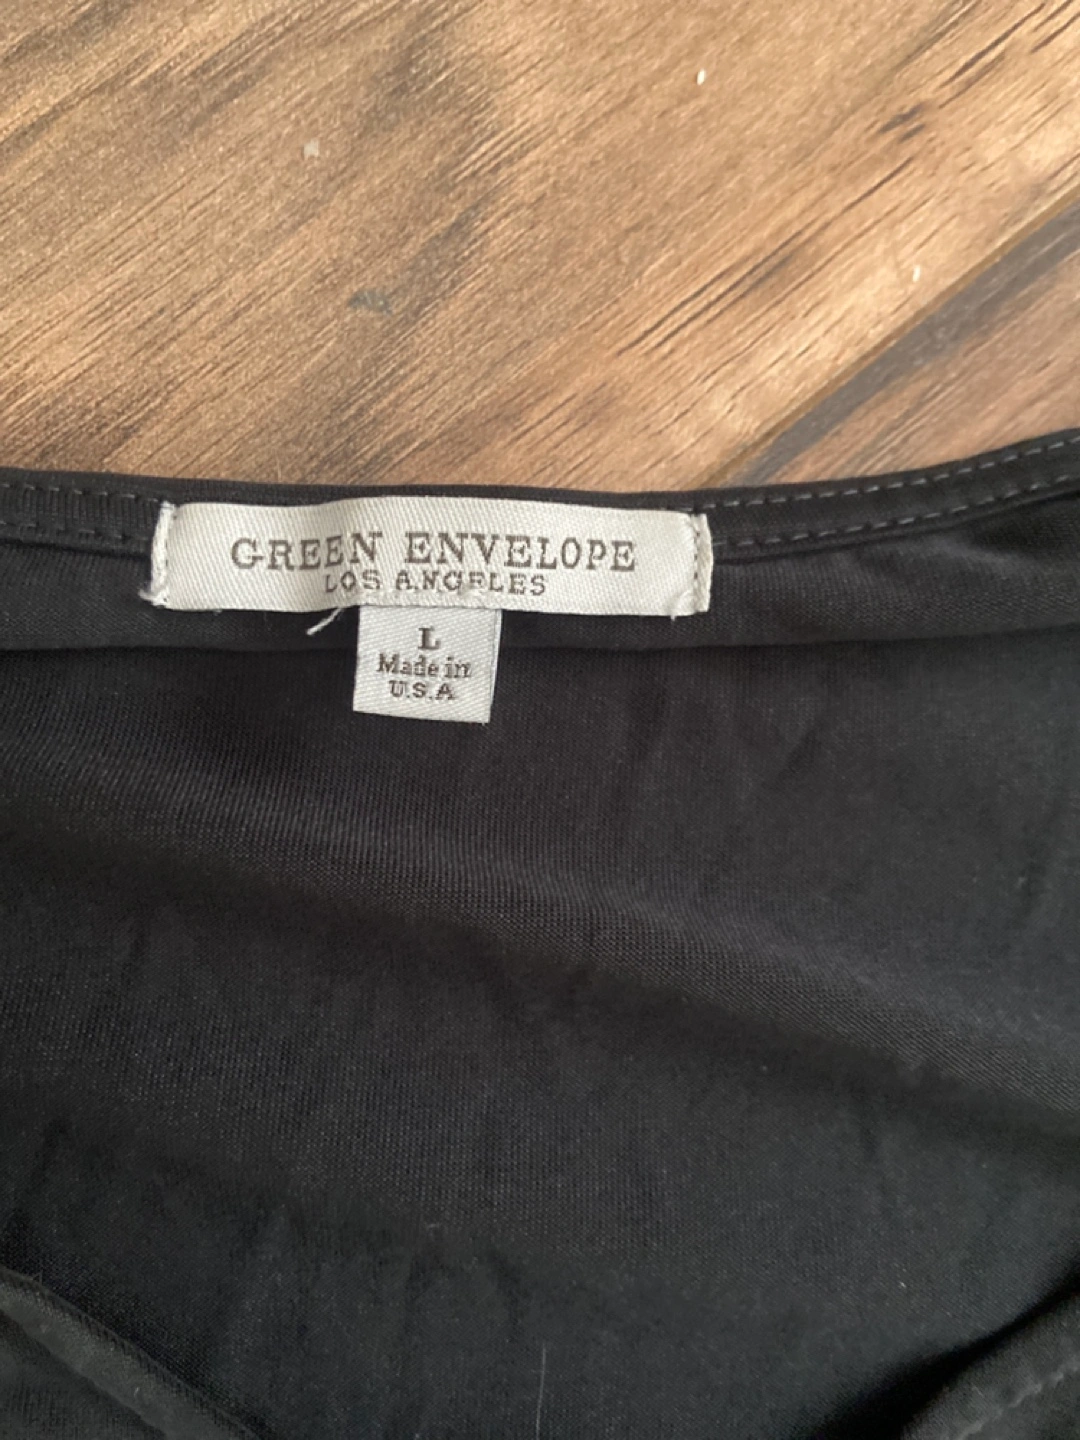 GREEN ENVELOPE
LOS ANGELES
L
Made in
U.S.A